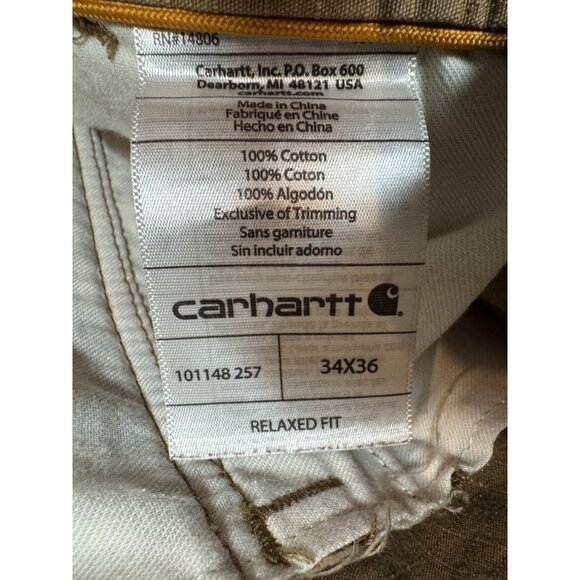 RN#14806
Carhartt, Inc. P.O. Box 600
Dearborn, MI 48121 USA
carhartt.com
Made in China
Fabriqué en Chine
Hecho en China
100% Cotton
100% Coton
100% Algodón
Exclusive of Trimming
Sans garniture
Sin incluir adorno
carhartt
101148 257
34X36
RELAXED FIT